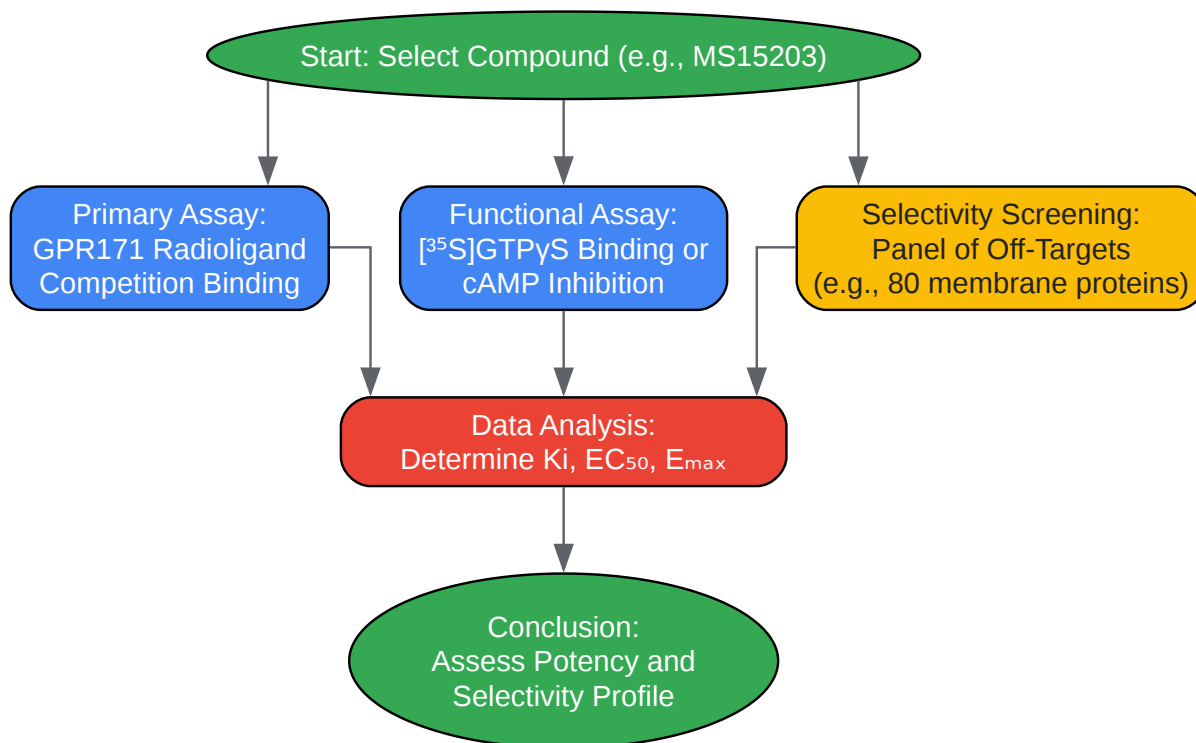 Start: Select Compound (e.g., MS15203)
Primary Assay:
GPR171 Radioligand
Competition Binding
Functional Assay:
[³⁵S]GTPγS Binding or
cAMP Inhibition
Selectivity Screening:
Panel of Off-Targets
(e.g., 80 membrane proteins)
Data Analysis:
Determine Ki, EC₅₀, Eₘₐₓ
Conclusion:
Assess Potency and
Selectivity Profile